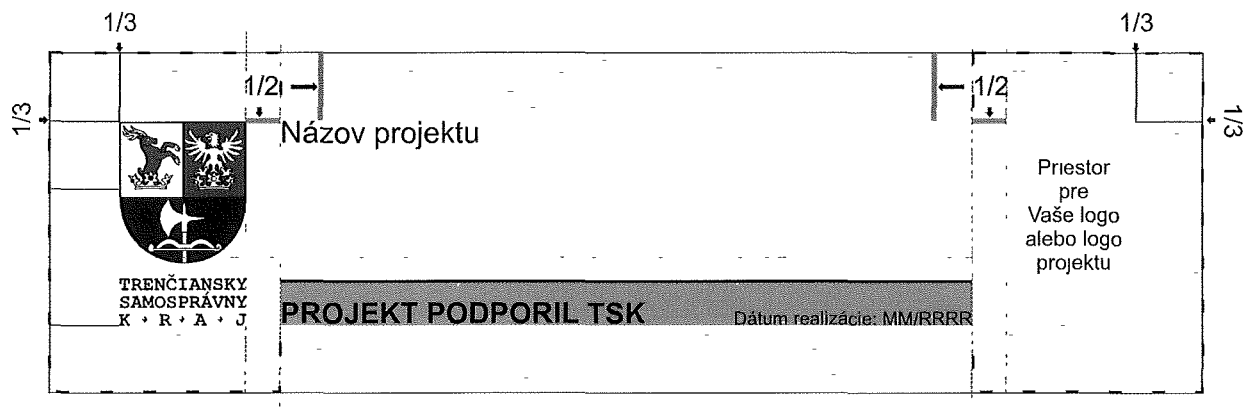 1/3
1/3
1/2
1/2
1/3
1/3
Názov projektu
Priestor
pre
Vaše logo
alebo logo
projektu
TRENČIANSKY
SAMOSPRÁVNY
K + R + A + J
PROJEKT PODPORIL TSK
Dátum realizácie: MM/RRRR